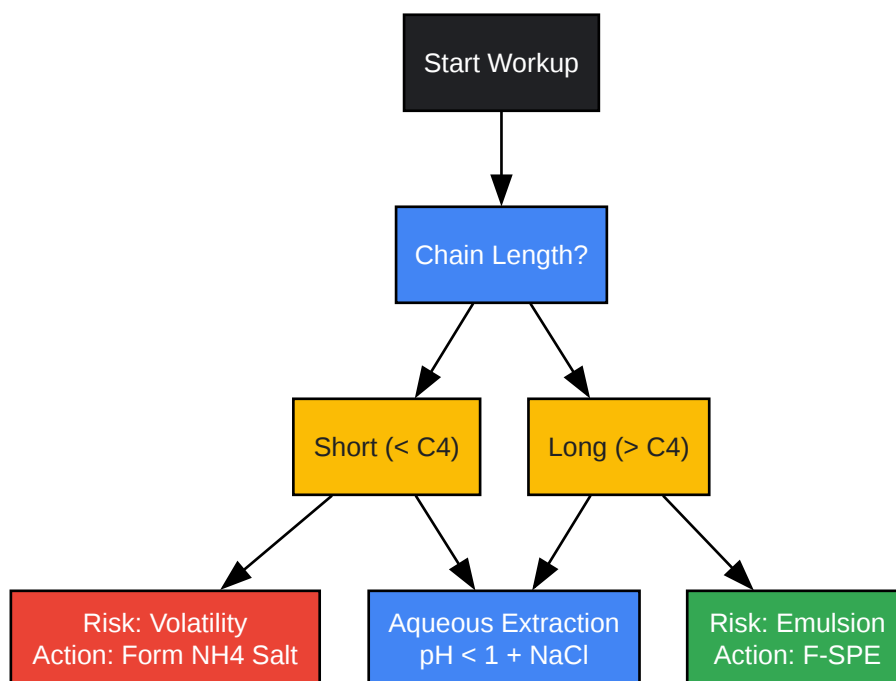 Start Workup
Chain Length?
Short (< C4)
Long (> C4)
Risk: Volatility
Action: Form NH4 Salt
Aqueous Extraction
pH < 1 + NaCl
Risk: Emulsion
Action: F-SPE